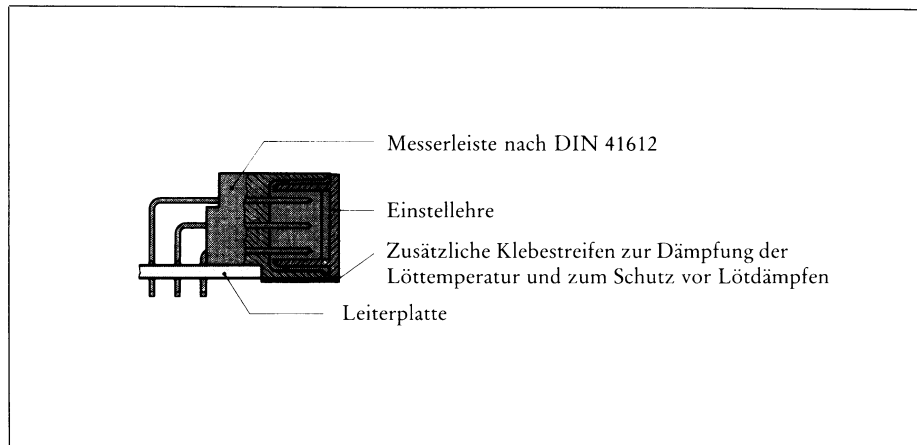 Messerleiste nach DIN 41612
Einstellehre
Zusätzliche Klebestreifen zur Dämpfung der
Löttemperatur und zum Schutz vor Lötdämpfen
Leiterplatte